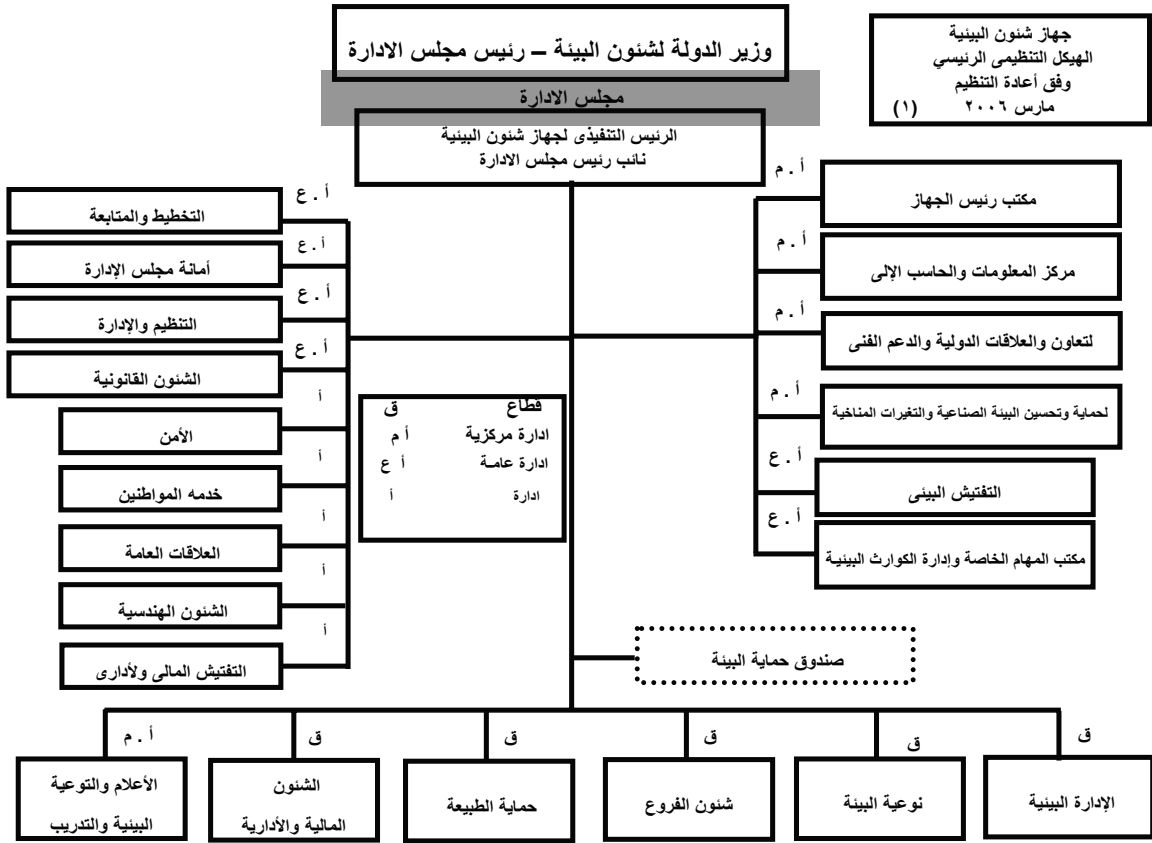 جهاز شئون البيئية
الهيكل التنظيمى الرئيسي
وفق أعادة التنظيم
مارس ٢٠٠٦ (١)
وزير الدولة لشئون البيئة – رئيس مجلس الادارة
مجلس الادارة
الرئيس التنفيذى لجهاز شئون البيئية
نائب رئيس مجلس الادارة
أ . م
مكتب رئيس الجهاز
أ . م
مركز المعلومات والحاسب الإلى
أ . م
لتعاون والعلاقات الدولية والدعم الفنى
أ . م
لحماية وتحسين البيئة الصناعية والتغيرات المناخية
أ . ع
التفتيش البيئى
أ . ع
مكتب المهام الخاصة وإدارة الكوارث البيئية
أ . ع
التخطيط والمتابعة
أ . ع
أمانة مجلس الإدارة
أ . ع
التنظيم والإدارة
أ . ع
الشئون القانونية
أ
الأمن
أ
خدمه المواطنين
أ
العلاقات العامة
أ
الشئون الهندسية
أ
التفتيش المالى ولأدارى
قطاع ق
ادارة مركزية أ م
ادارة عامة أ ع
ادارة أ
صندوق حماية البيئة
ق
الإدارة البيئية
ق
نوعية البيئة
ق
شئون الفروع
ق
حماية الطبيعة
ق
الشئون
المالية والأدارية
أ . م
الأعلام والتوعية
البيئية والتدريب